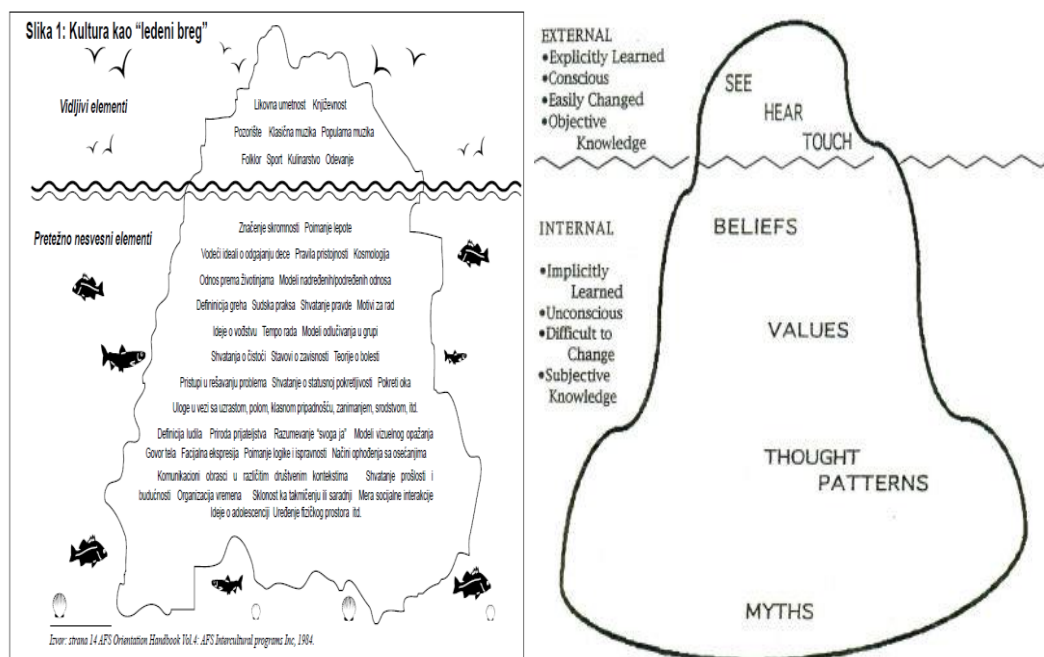 Slika 1: Kultura kao “ledeni breg”
Vidljivi elementi
Likovna umetnost Književnost
Pozorište Klasična muzika Popularna muzika
Folklor Sport Kulinarstvo Odevanje
Pretežno nesvesni elementi
Značenje skromnosti Poimanje lepote
Vodeći ideali o odgajanju dece Pravila pristojnosti Kosmologija
Odnos prema životinjama Modeli nadređenih/podređenih odnosa
Defininicija greha Sudska praksa Shvatanje pravde Motivi za rad
Ideje o vođstvu Tempo rada Modeli odlučivanja u grupi
Shvatanja o čistoći Stavovi o zavisnosti Teorije o bolesti
Pristupi u rešavanju problema Shvatanje o statusnoj pokretljivosti Pokreti oka
Uloge u vezi sa uzrastom, polom, klasnom pripadnošću, zanimanjem, srodstvom, itd.
Definicija ludila Priroda prijateljstva Razumevanje “svoga ja” Modeli vizuelnog opažanja
Govor tela Facijalna ekspresija Poimanje logike i ispravnosti Načini ophođenja sa osećanjima
Komunikacioni obrasci u različitim društvenim kontekstima Shvatanje prošlosti i
budućnosti Organizacija vremena Sklonost ka takmičenju ili saradnji Mera socijalne interakcije
Ideje o adolescenciji Uređenje fizičkog prostora itd.
Izvor: strana 14 AFS Orientation Handbook Vol.4: AFS Intercultural programs Inc, 1984.
EXTERNAL
•Explicitly Learned
•Conscious
•Easily Changed
•Objective
Knowledge
SEE
HEAR
TOUCH
INTERNAL
•Implicitly
Learned
•Unconscious
•Difficult to
Change
•Subjective
Knowledge
BELIEFS
VALUES
THOUGHT
PATTERNS
MYTHS